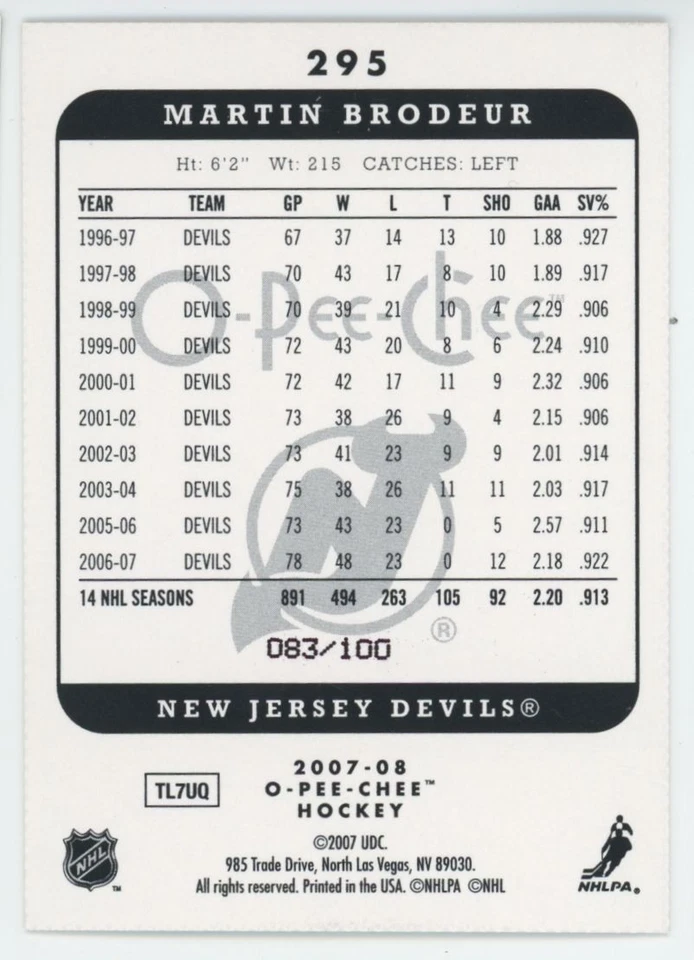 295
MARTIN BRODEUR
Ht: 6'2" Wt: 215 CATCHES: LEFT
YEAR TEAM GP W L T SHO GAA SV%
1996-97 DEVILS 67 37 14 13 10 1.88 .927
1997-98 DEVILS 70 43 17 8 10 1.89 .917
1998-99 DEVILS 70 39 21 10 4 2.29 .906
O-Pee-Chee™
1999-00 DEVILS 72 43 20 8 6 2.24 .910
2000-01 DEVILS 72 42 17 11 9 2.32 .906
2001-02 DEVILS 73 38 26 9 4 2.15 .906
2002-03 DEVILS 73 41 23 9 9 2.01 .914
2003-04 DEVILS 75 38 26 11 11 2.03 .917
2005-06 DEVILS 73 43 23 0 5 2.57 .911
2006-07 DEVILS 78 48 23 0 12 2.18 .922
14 NHL SEASONS 891 494 263 105 92 2.20 .913
®
083/100
NEW JERSEY DEVILS®
2007-08
TL7UQ O-PEE-CHEE™
HOCKEY
©2007 UDC.
985 Trade Drive, North Las Vegas, NV 89030.
All rights reserved. Printed in the USA. ©NHLPA ©NHL
NHL™
NHLPA®